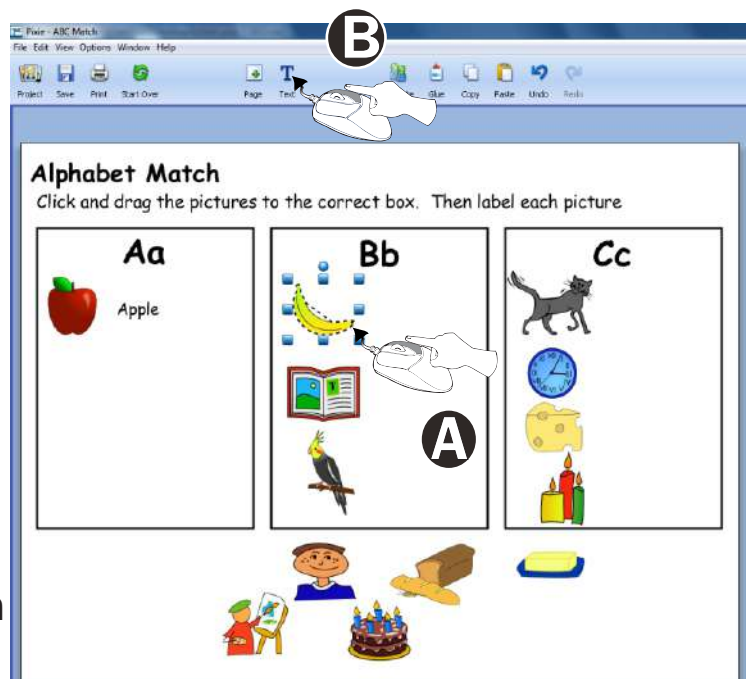 B
Pixie - ABC Match
File Edit View Options Window Help
Project Save Print Start Over Page Text Glue Copy Paste Undo Redo
Alphabet Match
Click and drag the pictures to the correct box. Then label each picture
Aa Bb Cc
Apple
1
A